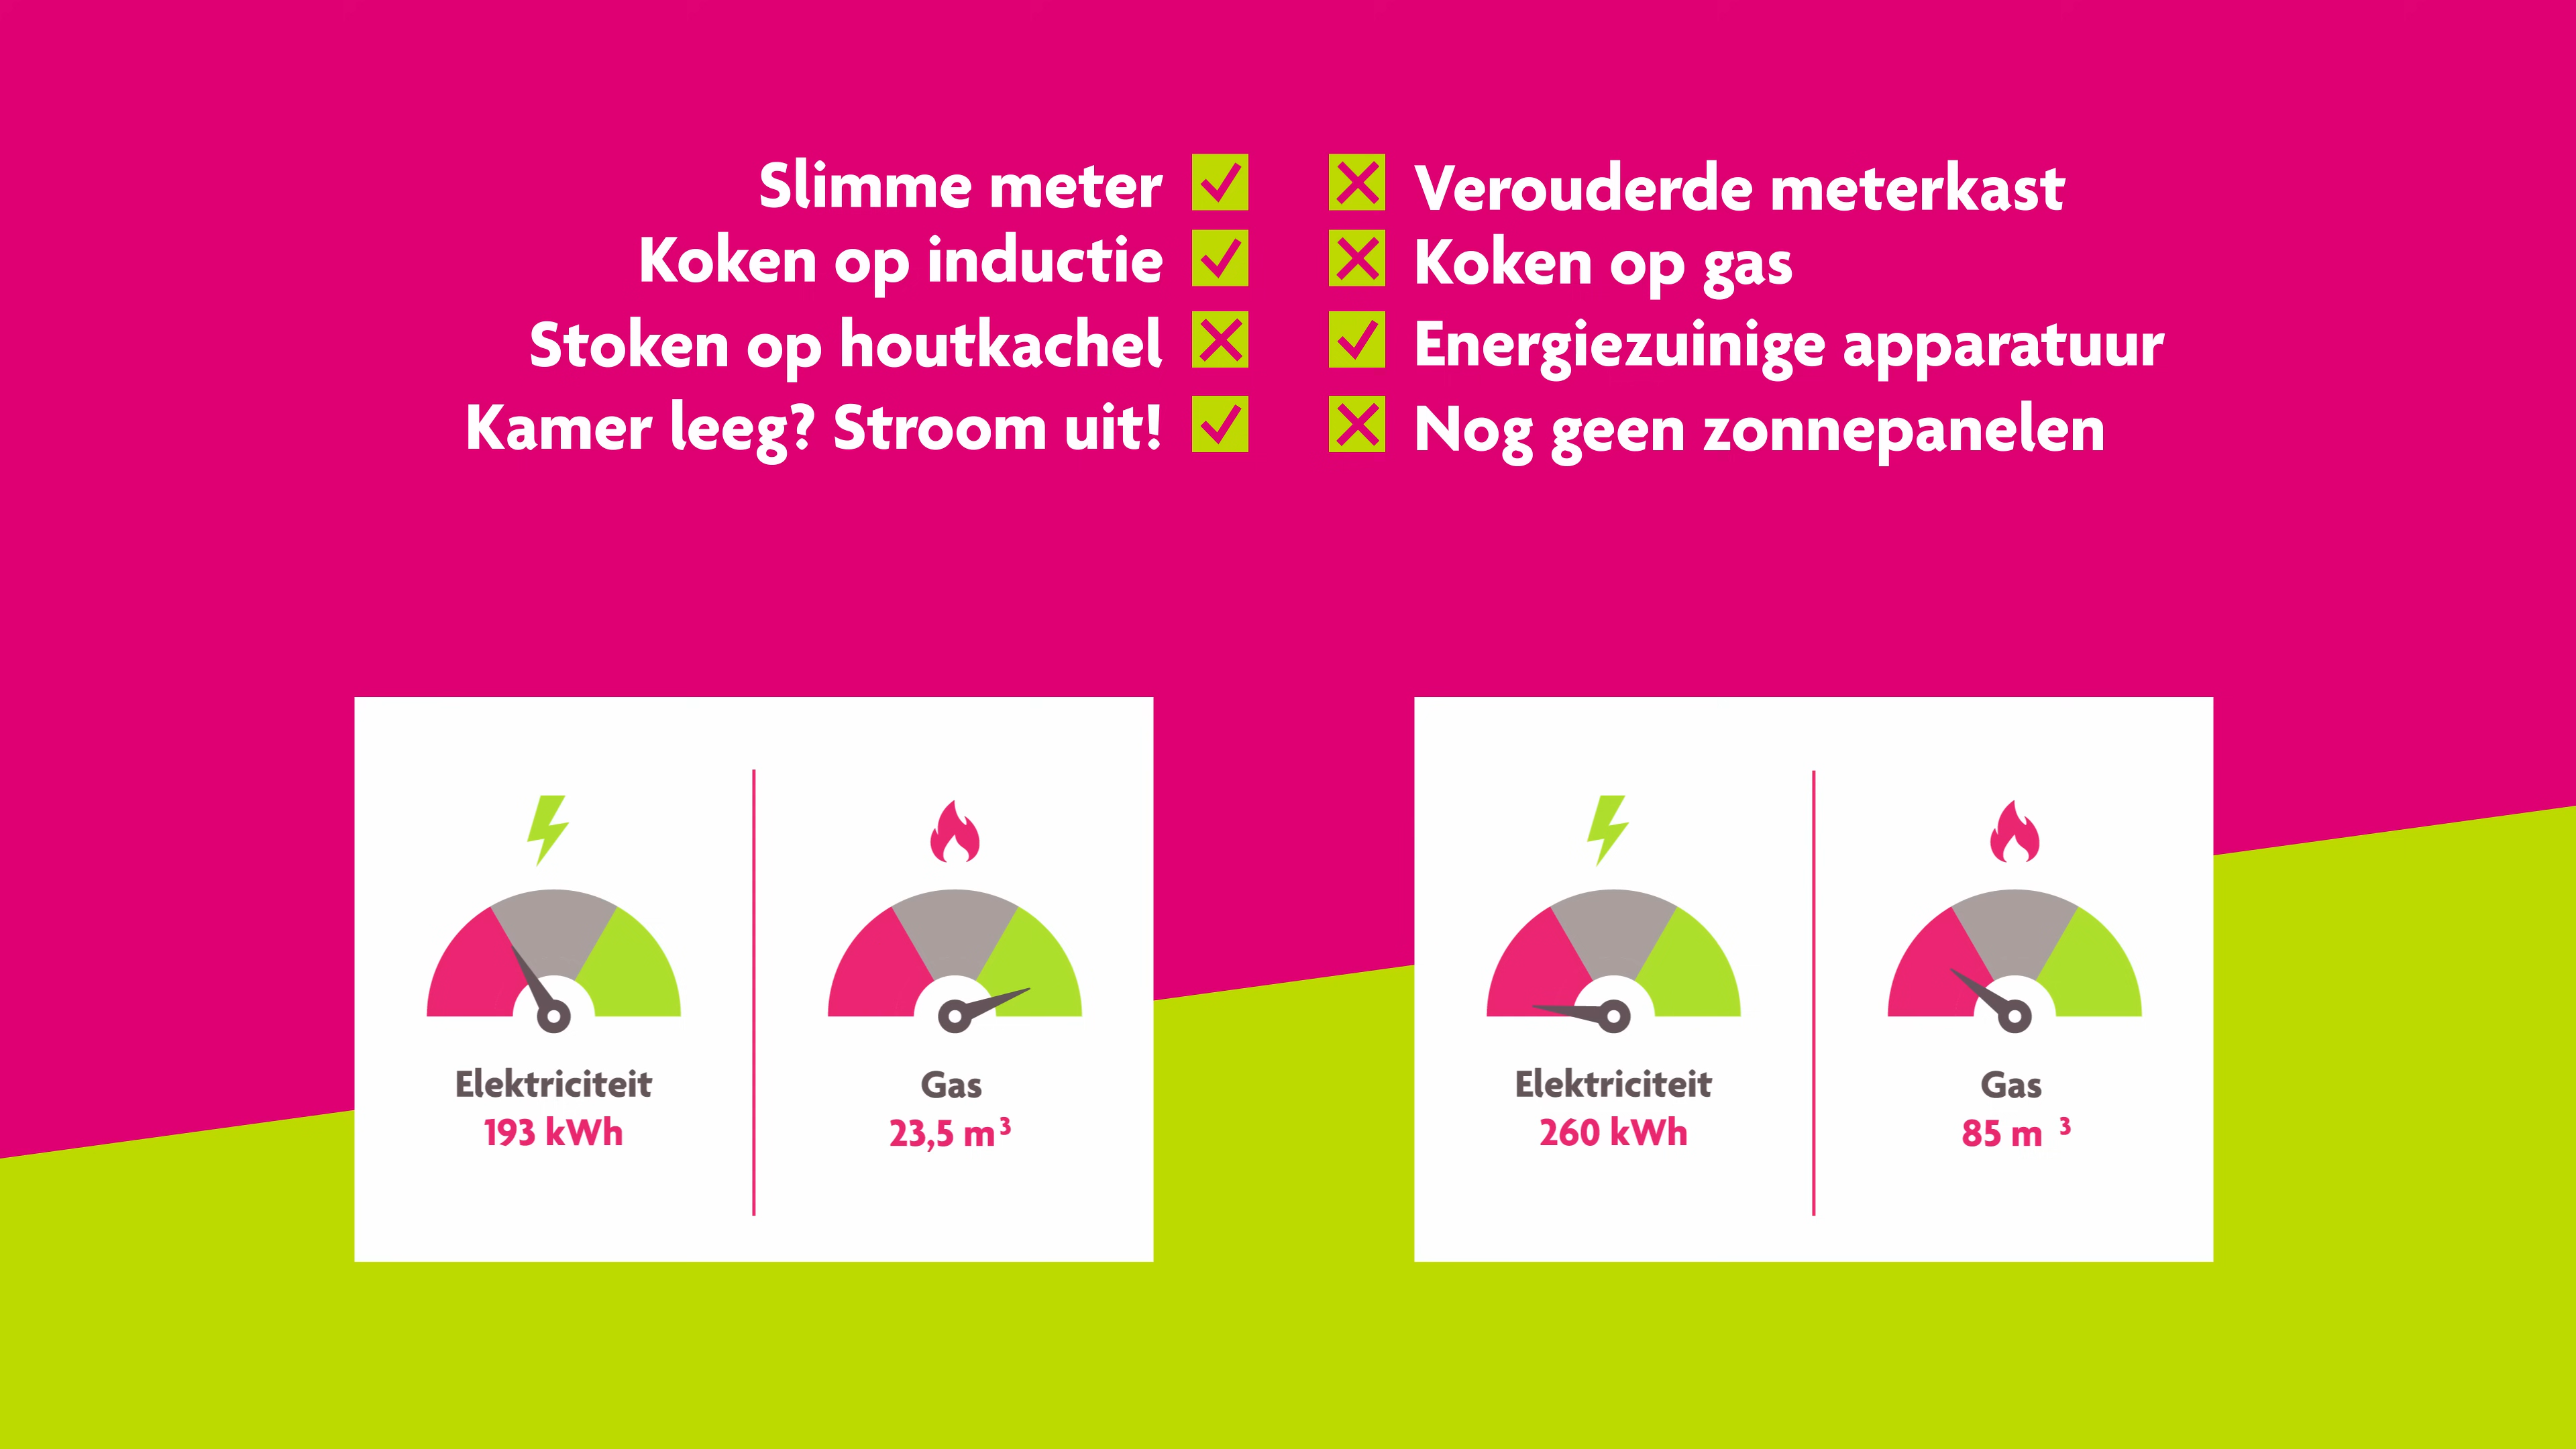 Slimme meter
Koken op inductie
Stoken op houtkachel
Kamer leeg? Stroom uit!
Verouderde meterkast
Koken op gas
Energiezuinige apparatuur
Nog geen zonnepanelen
Elektriciteit
193 kWh
Gas
23,5 m³
Elektriciteit
260 kWh
Gas
85 m ³